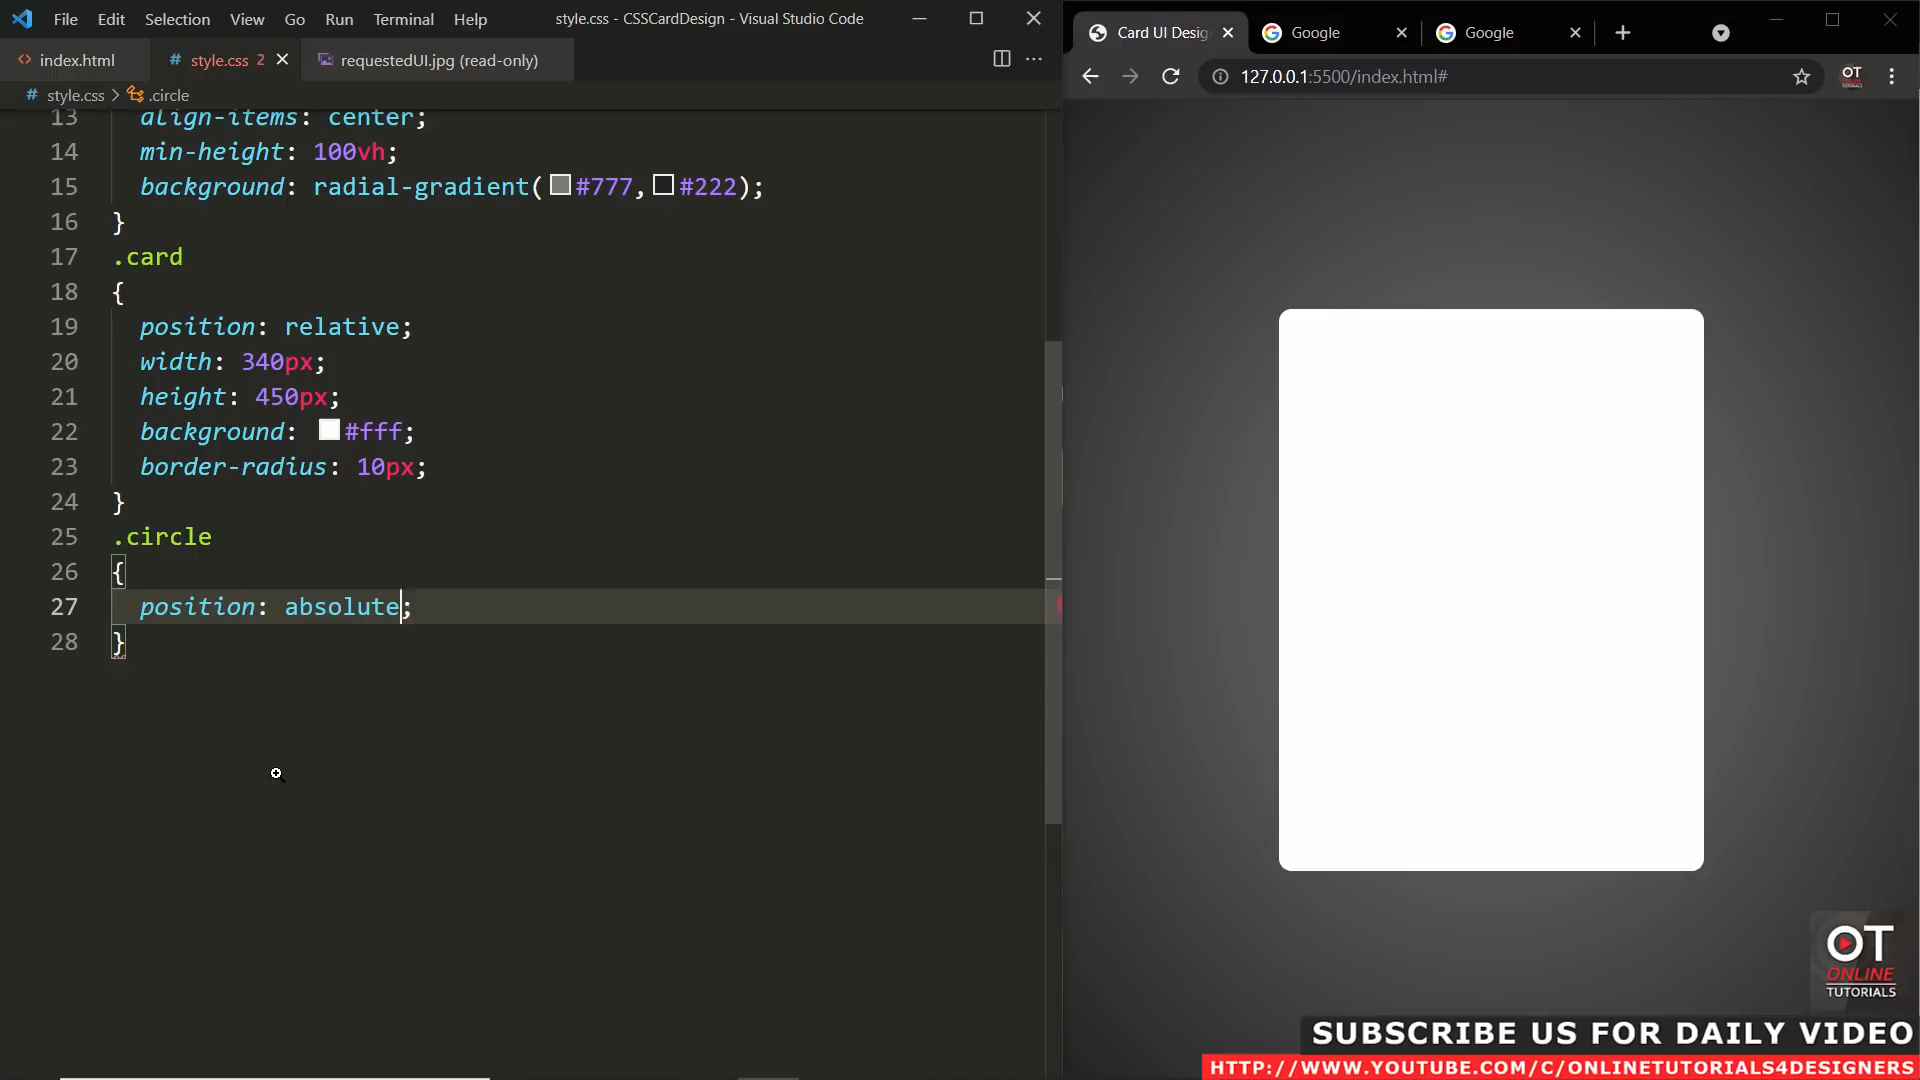 File Edit Selection View Go Run Terminal Help style.css - CSSCardDesign - Visual Studio Code
index.html # style.css 2 requestedUI.jpg (read-only)
# style.css > .circle
13 align-items: center;
14 min-height: 100vh;
15 background: radial-gradient(#777,#222);
16 }
17 .card
18 {
19 position: relative;
20 width: 340px;
21 height: 450px;
22 background: #fff;
23 border-radius: 10px;
24 }
25 .circle
26 {
27 position: absolute;
28 }
Card UI Desig Google Google
127.0.0.1:5500/index.html#
OT
ONLINE
TUTORIALS
SUBSCRIBE US FOR DAILY VIDEO
HTTP://WWW.YOUTUBE.COM/C/ONLINETUTORIALS4DESIGNERS